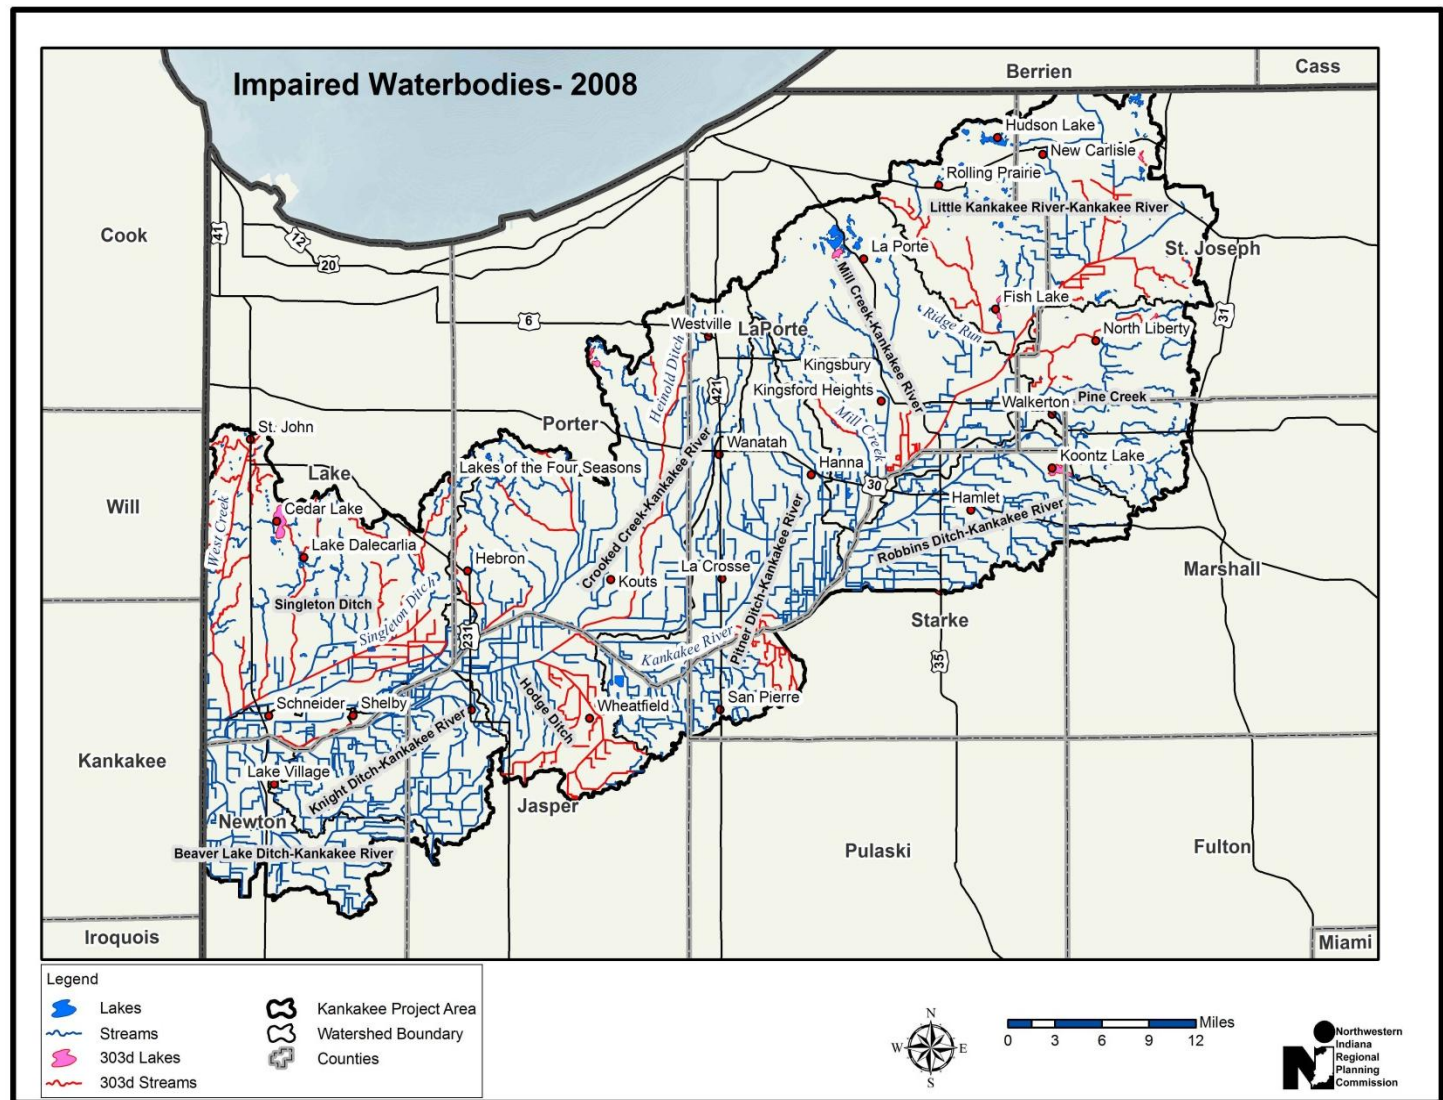 Impaired Waterbodies- 2008
Berrien
Cass
Hudson Lake
New Carlisle
Rolling Prairie
Little Kankakee River-Kankakee River
Cook
41
12
20
La Porte
St. Joseph
Mill Creek-Kankakee River
Fish Lake
6
Westville
LaPorte
Ridge Run
31
North Liberty
Heinold Ditch
421
Kingsbury
Kingsford Heights
Mill Creek
Walkerton
Pine Creek
Porter
St. John
Lake
Lakes of the Four Seasons
Wanatah
Hanna
30
Koontz Lake
Crooked Creek-Kankakee River
Will
West Creek
Cedar Lake
Hamlet
Robbins Ditch-Kankakee River
Lake Dalecarlia
Hebron
Kouts
La Crosse
Pitner Ditch-Kankakee River
Marshall
Singleton Ditch
Singleton Ditch
231
Kankakee River
Starke
35
Schneider
Shelby
Hodge Ditch
Wheatfield
San Pierre
Kankakee
Lake Village
Knight Ditch-Kankakee River
Newton
Jasper
Beaver Lake Ditch-Kankakee River
Pulaski
Fulton
Iroquois
Miami
Legend
Lakes
Streams
303d Lakes
303d Streams
Kankakee Project Area
Watershed Boundary
Counties
N
W
E
S
Miles
0 3 6 9 12
Northwestern
Indiana
Regional
Planning
Commission